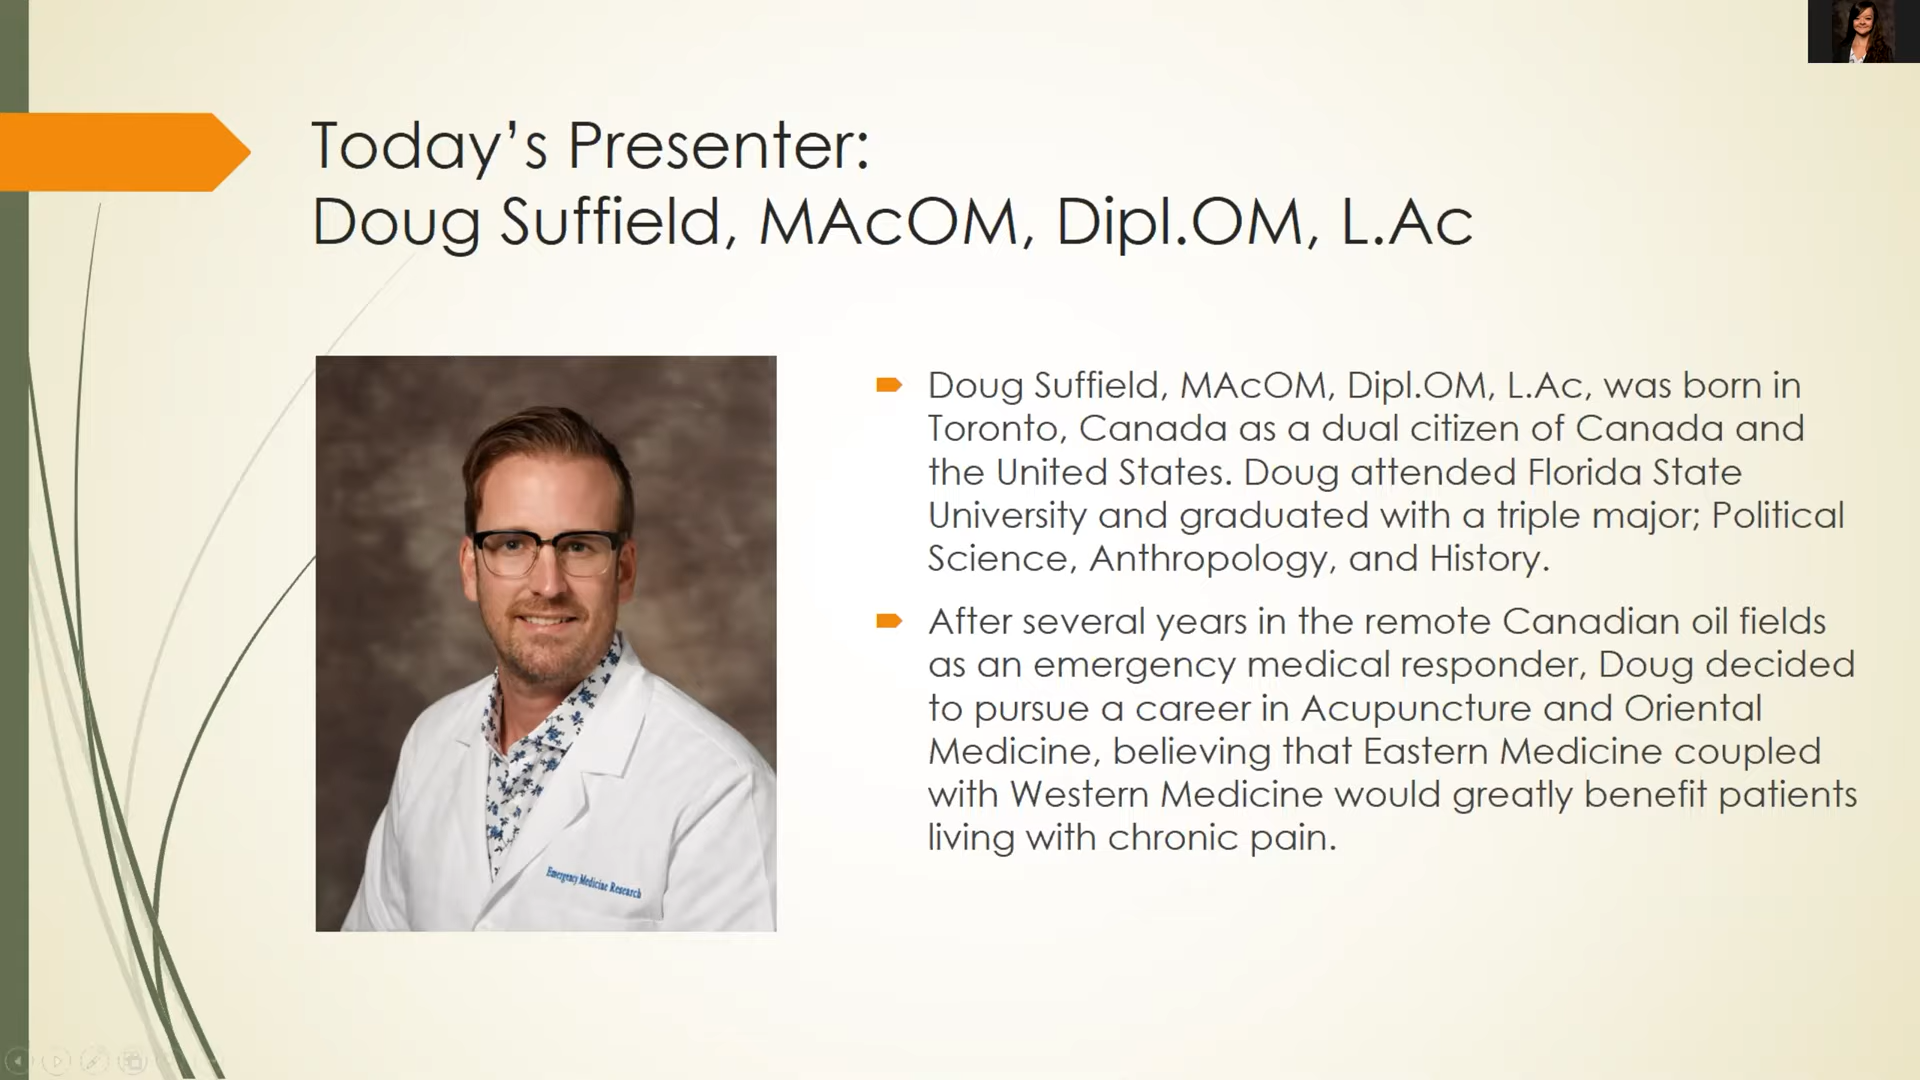 Today’s Presenter:
Doug Suffield, MAcOM, Dipl.OM, L.Ac
Doug Suffield, MAcOM, Dipl.OM, L.Ac, was born in
Toronto, Canada as a dual citizen of Canada and
the United States. Doug attended Florida State
University and graduated with a triple major; Political
Science, Anthropology, and History.
After several years in the remote Canadian oil fields
as an emergency medical responder, Doug decided
to pursue a career in Acupuncture and Oriental
Medicine, believing that Eastern Medicine coupled
with Western Medicine would greatly benefit patients
living with chronic pain.
Emergency Medicine Research